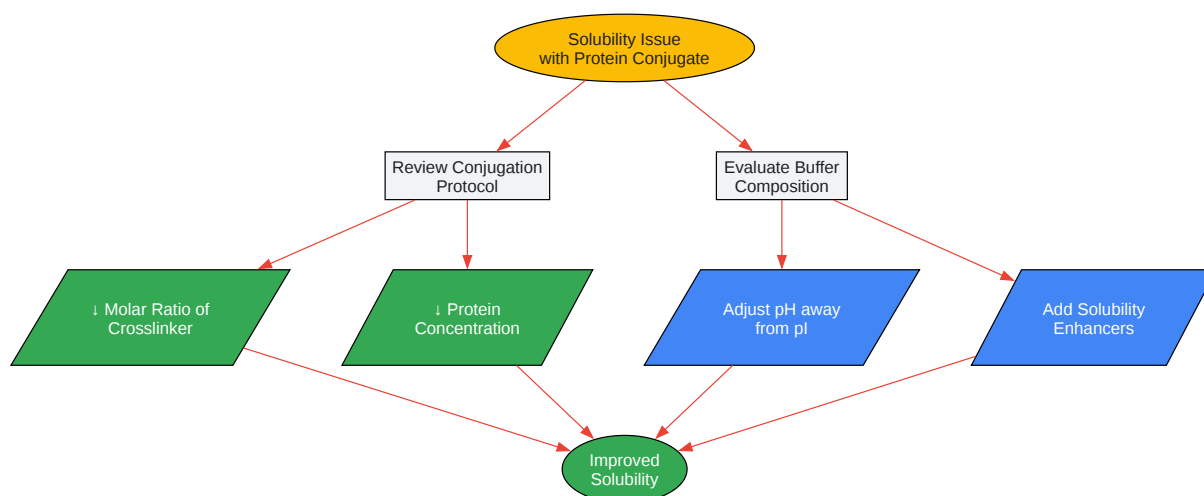 Solubility Issue
with Protein Conjugate
Review Conjugation
Protocol
Evaluate Buffer
Composition
↓ Molar Ratio of
Crosslinker
↓ Protein
Concentration
Adjust pH away
from pI
Add Solubility
Enhancers
Improved
Solubility